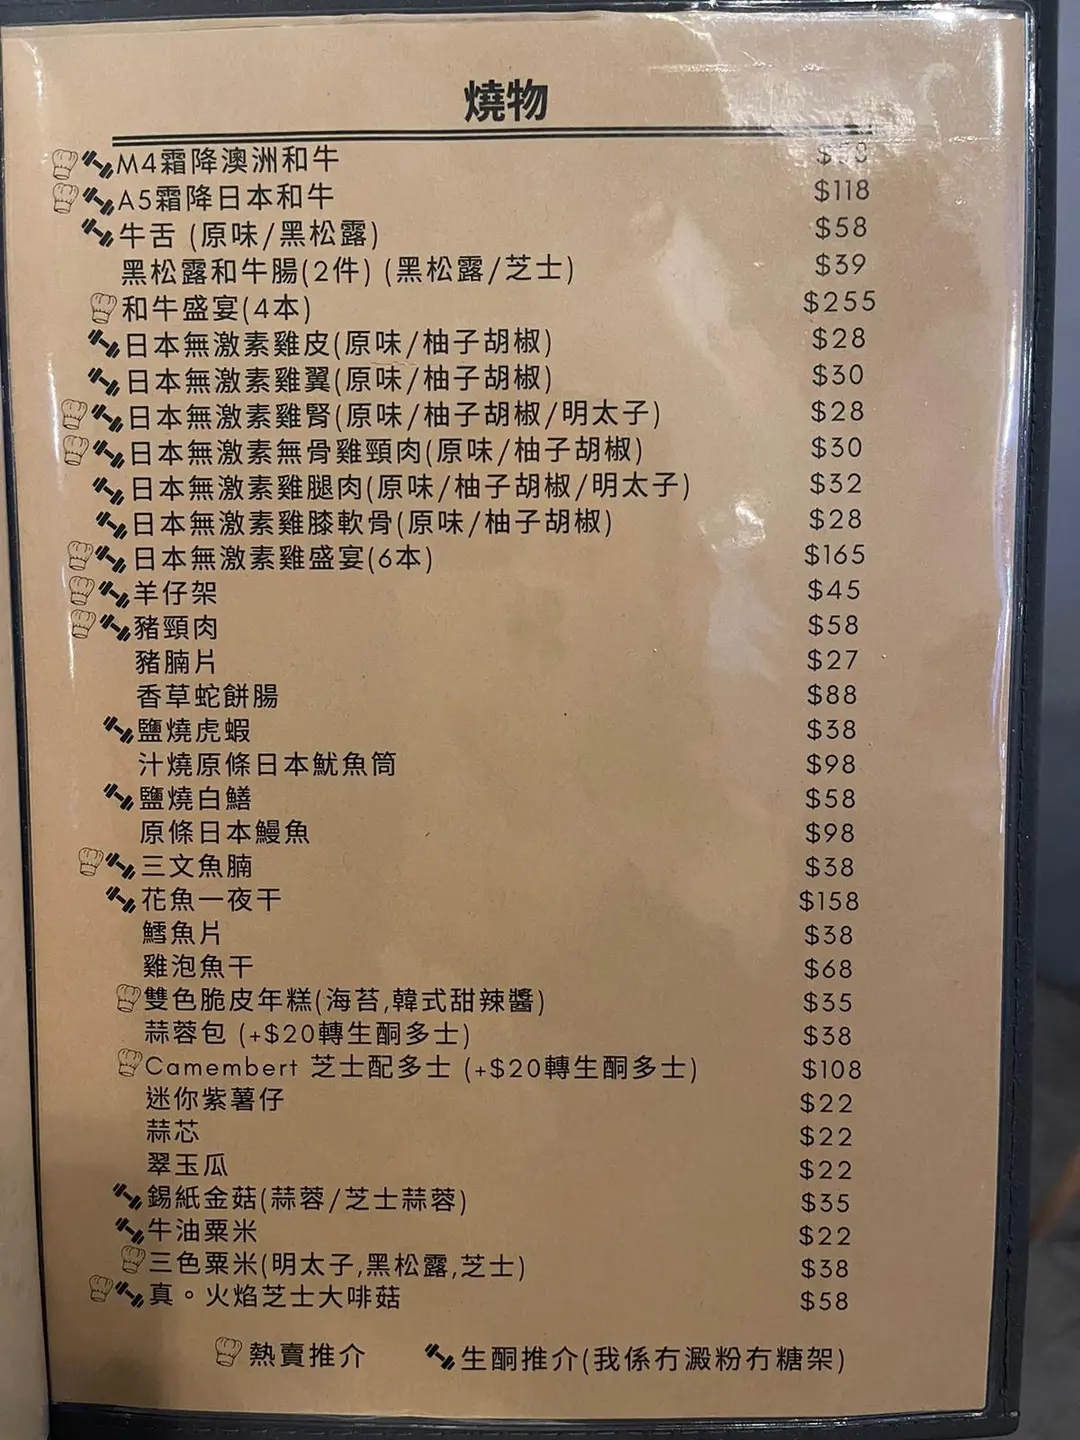 燒物
M4霜降澳洲和牛
A5霜降日本和牛 $118
牛舌 (原味/黑松露) $58
黑松露和牛腸(2件) (黑松露/芝士) $39
和牛盛宴(4本) $255
日本無激素雞皮(原味/柚子胡椒) $28
日本無激素雞翼(原味/柚子胡椒) $30
日本無激素雞腎(原味/柚子胡椒/明太子) $28
日本無激素無骨雞頸肉(原味/柚子胡椒) $30
日本無激素雞腿肉(原味/柚子胡椒/明太子) $32
日本無激素雞膝軟骨(原味/柚子胡椒) $28
日本無激素雞盛宴(6本) $165
羊仔架 $45
豬頸肉 $58
豬腩片 $27
香草蛇餅腸 $88
鹽燒虎蝦 $38
汁燒原條日本魷魚筒 $98
鹽燒白鱔 $58
原條日本鰻魚 $98
三文魚腩 $38
花魚一夜干 $158
鱈魚片 $38
雞泡魚干 $68
雙色脆皮年糕(海苔,韓式甜辣醬) $35
蒜蓉包 (+$20轉生酮多士) $38
Camembert 芝士配多士 (+$20轉生酮多士) $108
迷你紫薯仔 $22
蒜芯 $22
翠玉瓜 $22
錫紙金菇(蒜蓉/芝士蒜蓉) $35
牛油粟米 $22
三色粟米(明太子,黑松露,芝士) $38
真。火焰芝士大啡菇 $58
熱賣推介 生酮推介(我係冇澱粉冇糖架)